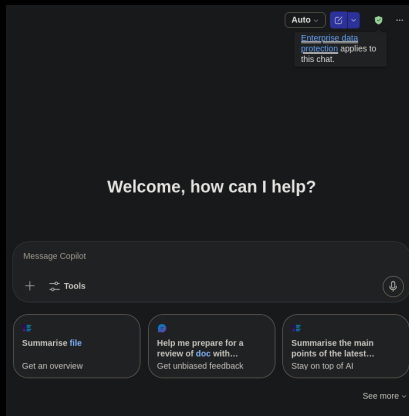 Auto
Enterprise data
protection applies to
this chat.
Welcome, how can I help?
Message Copilot
Tools
Summarise file
Get an overview
Help me prepare for a
review of doc with…
Get unbiased feedback
Summarise the main
points of the latest…
Stay on top of AI
See more